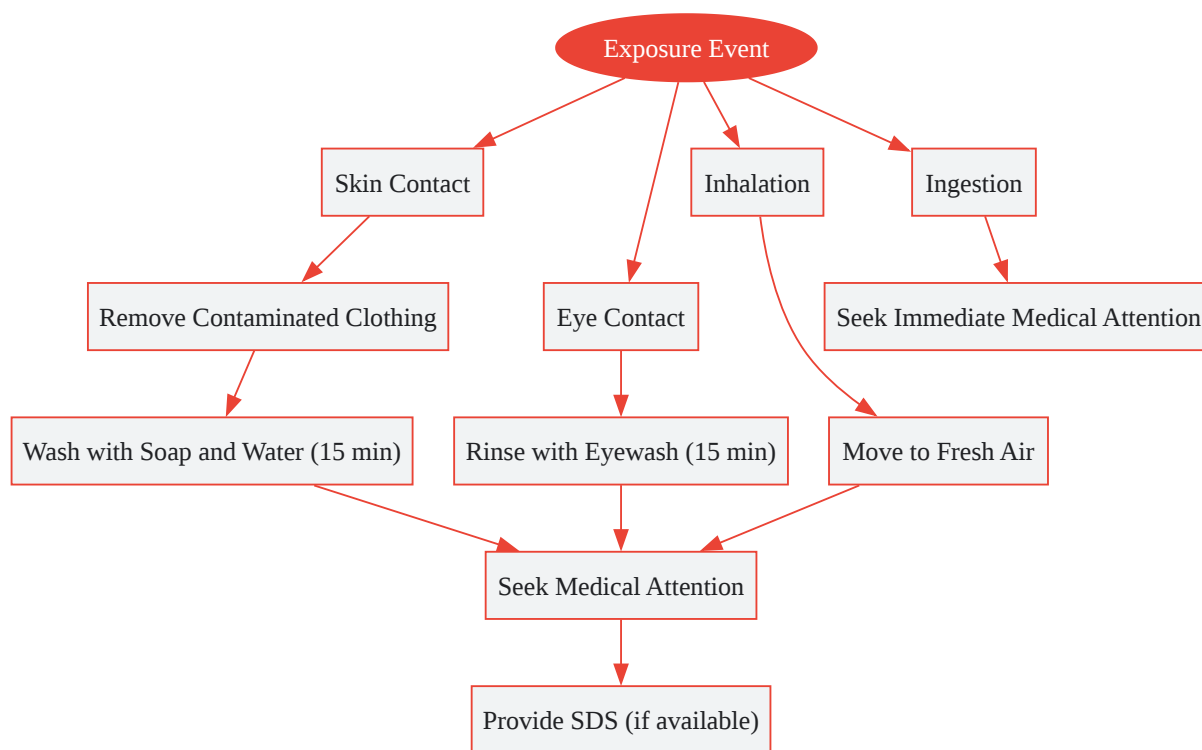 Exposure Event
Skin Contact
Inhalation
Ingestion
Remove Contaminated Clothing
Eye Contact
Seek Immediate Medical Attention
Wash with Soap and Water (15 min)
Rinse with Eyewash (15 min)
Move to Fresh Air
Seek Medical Attention
Provide SDS (if available)